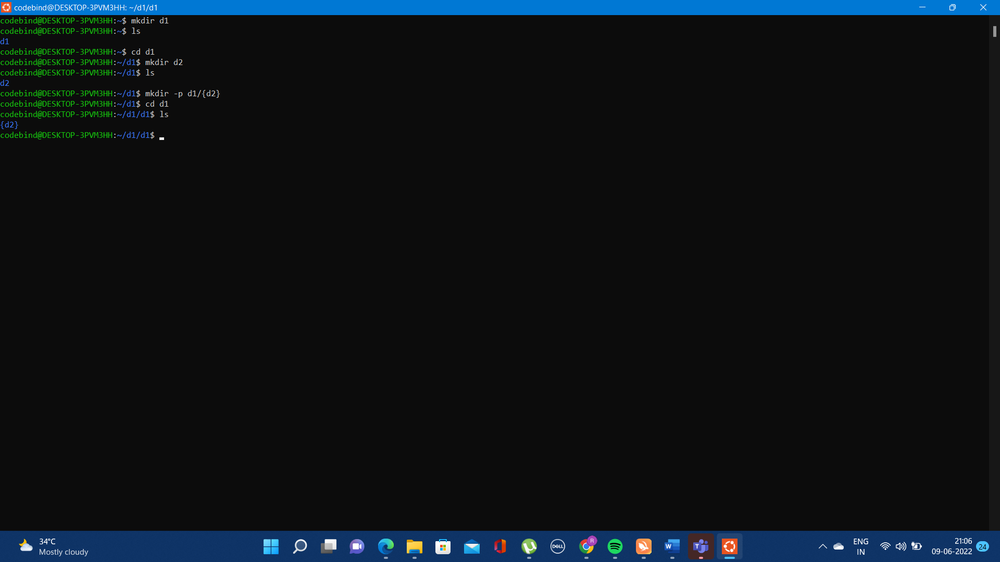 codebind@DESKTOP-3PVM3HH: ~/d1/d1
codebind@DESKTOP-3PVM3HH:~$ mkdir d1
codebind@DESKTOP-3PVM3HH:~$ ls
d1
codebind@DESKTOP-3PVM3HH:~$ cd d1
codebind@DESKTOP-3PVM3HH:~/d1$ mkdir d2
codebind@DESKTOP-3PVM3HH:~/d1$ ls
d2
codebind@DESKTOP-3PVM3HH:~/d1$ mkdir -p d1/{d2}
codebind@DESKTOP-3PVM3HH:~/d1$ cd d1
codebind@DESKTOP-3PVM3HH:~/d1/d1$ ls
{d2}
codebind@DESKTOP-3PVM3HH:~/d1/d1$
34°C
Mostly cloudy
DELL
R
W
T
ENG
IN
21:06
09-06-2022
24